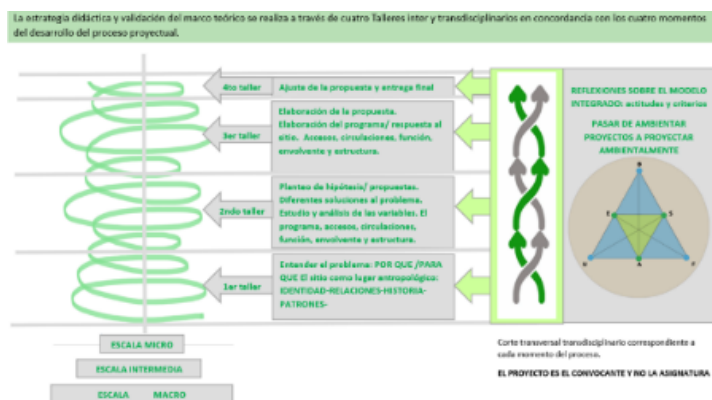 La estrategia didáctica y validación del marco teórico se realiza a través de cuatro Talleres inter y transdisciplinarios en concordancia con los cuatro momentos
del desarrollo del proceso proyectual.
4to taller
Ajuste de la propuesta y entrega final
3er taller
Elaboración de la propuesta.
Elaboración del programa/ respuesta al
sitio. Accesos, circulaciones, función,
envolvente y estructura.
2ndo taller
Planteo de hipótesis/ propuestas.
Diferentes soluciones al problema.
Estudio y análisis de las variables. El
programa, accesos, circulaciones,
función, envolvente y estructura.
1er taller
Entender el problema: POR QUE /PARA
QUE El sitio como lugar antropológico:
IDENTIDAD-RELACIONES-HISTORIA-
PATRONES-
ESCALA MICRO
ESCALA INTERMEDIA
ESCALA MACRO
REFLEXIONES SOBRE EL MODELO
INTEGRADO: actitudes y criterios
PASAR DE AMBIENTAR
PROYECTOS A PROYECTAR
AMBIENTALMENTE
E
S
Corte transversal transdisciplinario correspondiente a
cada momento del proceso.
EL PROYECTO ES EL CONVOCANTE Y NO LA ASIGNATURA